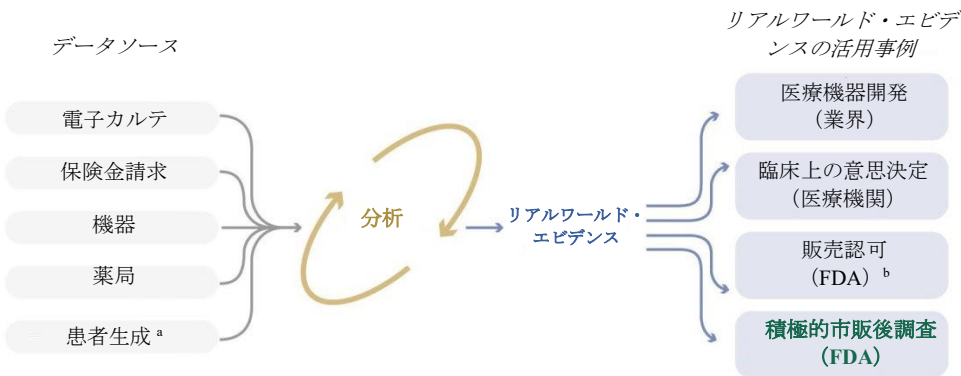 データソース
電子カルテ
保険金請求
機器
薬局
患者生成 a
分析
リアルワールド・
エビデンス
リアルワールド・エビデ
ンスの活用事例
医療機器開発
（業界）
臨床上の意思決定
（医療機関）
販売認可
（FDA） b
積極的市販後調査
（FDA）